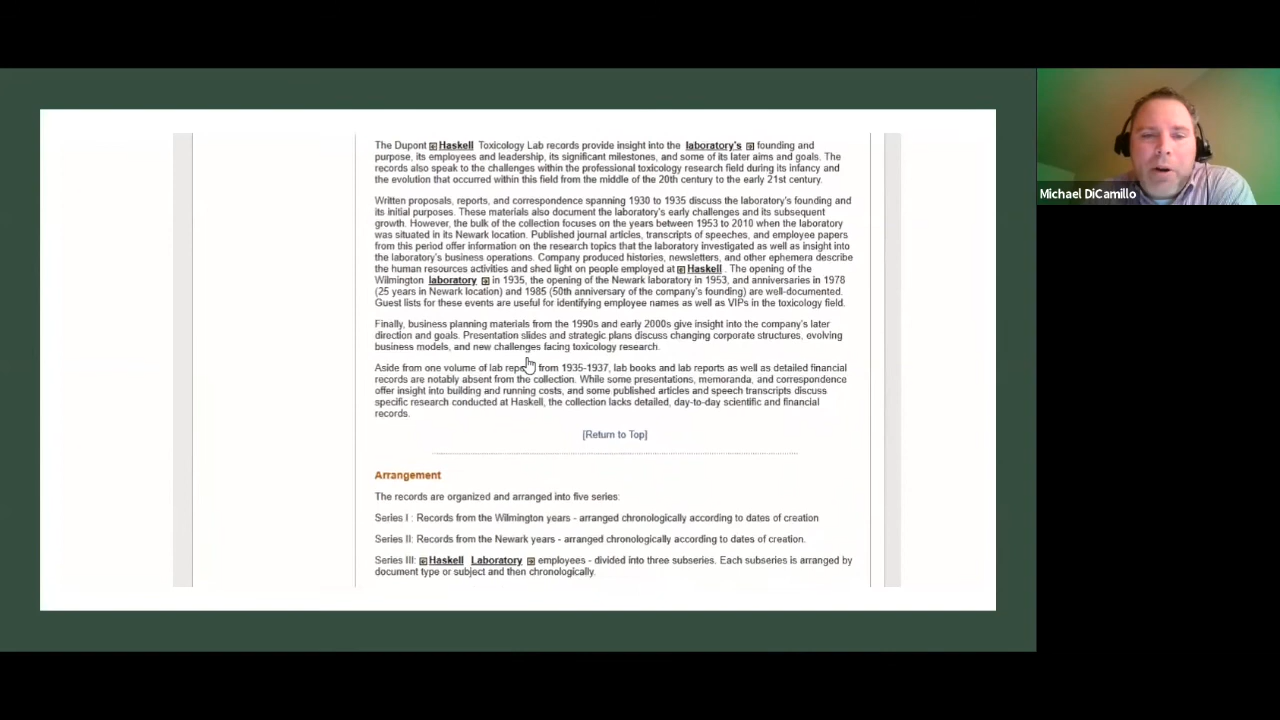 The Dupont Haskell Toxicology Lab records provide insight into the laboratory's founding and
purpose, its employees and leadership, its significant milestones, and some of its later aims and goals. The
records also speak to the challenges within the professional toxicology research field during its infancy and
the evolution that occurred within this field from the middle of the 20th century to the early 21st century.
Written proposals, reports, and correspondence spanning 1930 to 1935 discuss the laboratory's founding and
its initial purposes. These materials also document the laboratory's early challenges and its subsequent
growth. However, the bulk of the collection focuses on the years between 1953 to 2010 when the laboratory
was situated in its Newark location. Published journal articles, transcripts of speeches, and employee papers
from this period offer information on the research topics that the laboratory investigated as well as insight into
the laboratory's business operations. Company produced histories, newsletters, and other ephemera describe
the human resources activities and shed light on people employed at Haskell . The opening of the
Wilmington laboratory in 1935, the opening of the Newark laboratory in 1953, and anniversaries in 1978
(25 years in Newark location) and 1985 (50th anniversary of the company's founding) are well-documented.
Guest lists for these events are useful for identifying employee names as well as VIPs in the toxicology field.
Finally, business planning materials from the 1990s and early 2000s give insight into the company's later
direction and goals. Presentation slides and strategic plans discuss changing corporate structures, evolving
business models, and new challenges facing toxicology research.
Aside from one volume of lab from 1935-1937, lab books and lab reports as well as detailed financial
records are notably absent from the collection. While some presentations, memoranda, and correspondence
offer insight into building and running costs, and some published articles and speech transcripts discuss
specific research conducted at Haskell, the collection lacks detailed, day-to-day scientific and financial
records.
[Return to Top]
Arrangement
The records are organized and arranged into five series:
Series I : Records from the Wilmington years - arranged chronologically according to dates of creation
Series II: Records from the Newark years - arranged chronologically according to dates of creation.
Series III: Haskell Laboratory employees - divided into three subseries. Each subseries is arranged by
document type or subject and then chronologically.
Michael DiCamillo